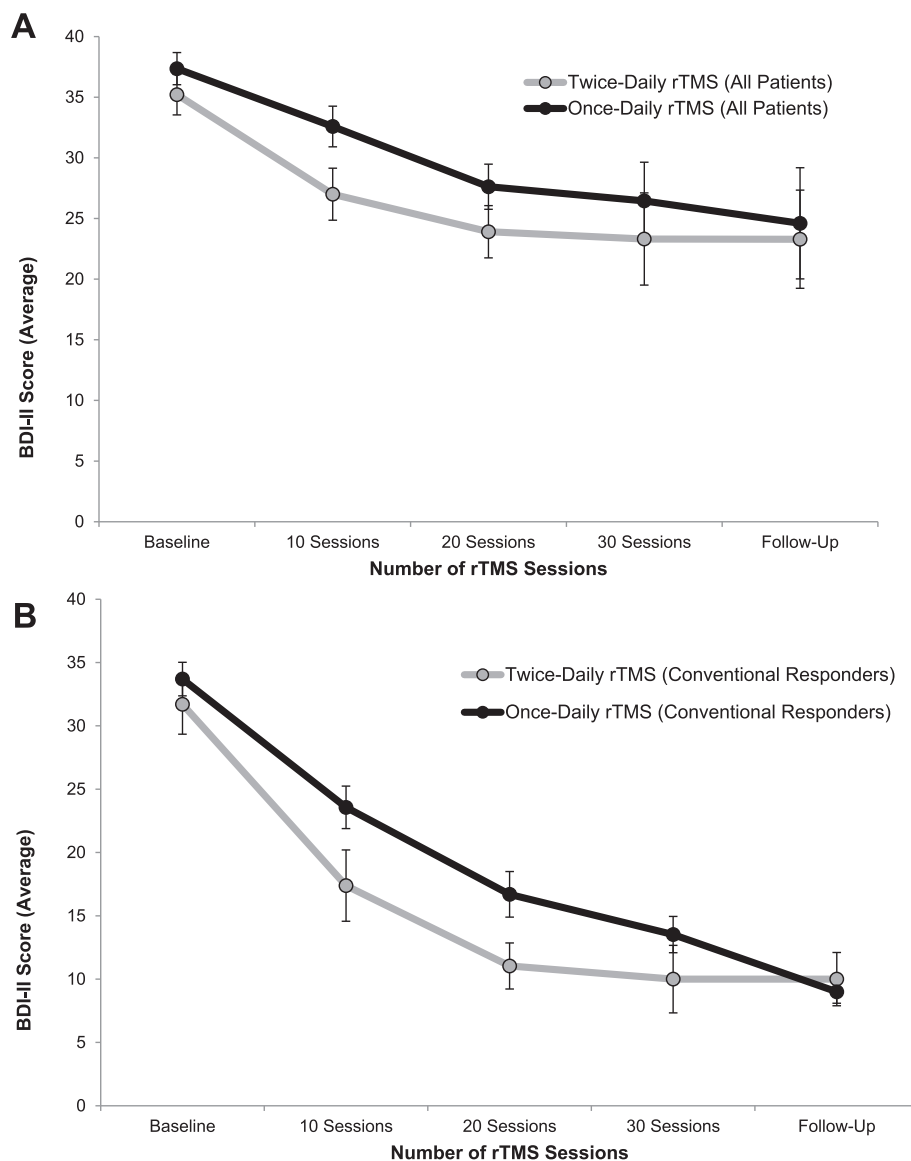 A
40
35
30
25
20
15
10
5
0
BDI-II Score (Average)
Twice-Daily rTMS (All Patients)
Once-Daily rTMS (All Patients)
Baseline 10 Sessions 20 Sessions 30 Sessions Follow-Up
Number of rTMS Sessions
B
40
35
30
25
20
15
10
5
0
BDI-II Score (Average)
Twice-Daily rTMS (Conventional Responders)
Once-Daily rTMS (Conventional Responders)
Baseline 10 Sessions 20 Sessions 30 Sessions Follow-Up
Number of rTMS Sessions